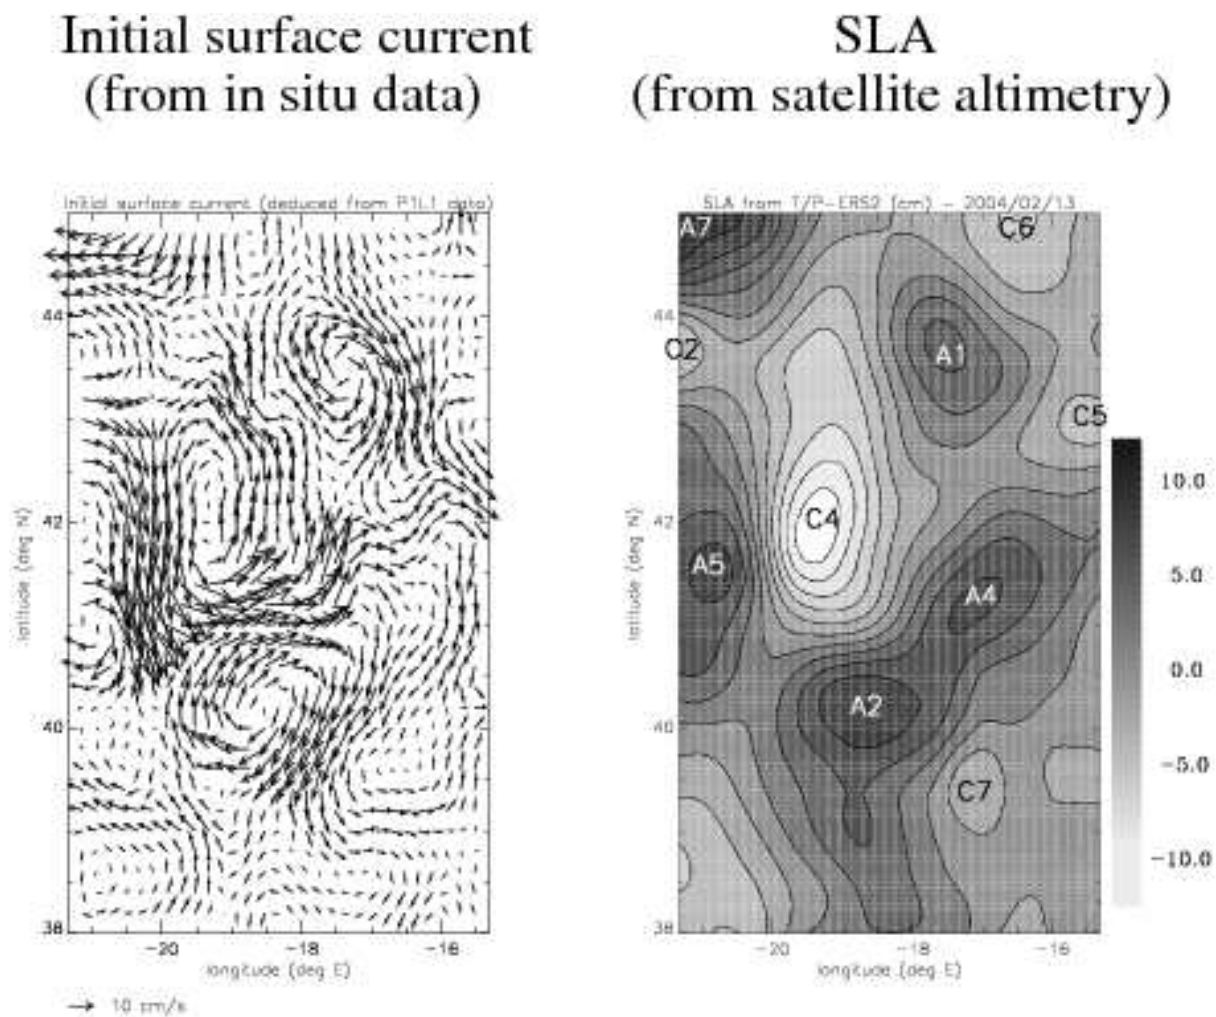 Initial surface current
(from in situ data)
SLA
(from satellite altimetry)
Initial surface current (deduced from P1L1 data)
SLA from T/P-ERS2 (cm) - 2004/02/13
A7
C6
44
44
C2
A1
C5
10.0
42
42
C4
A5
5.0
A4
latitude (deg N)
latitude (deg N)
0.0
A2
40
40
-5.0
C7
-10.0
38
38
-20
-18
-16
-20
-18
-16
longitude (deg E)
longitude (deg E)
10 cm/s